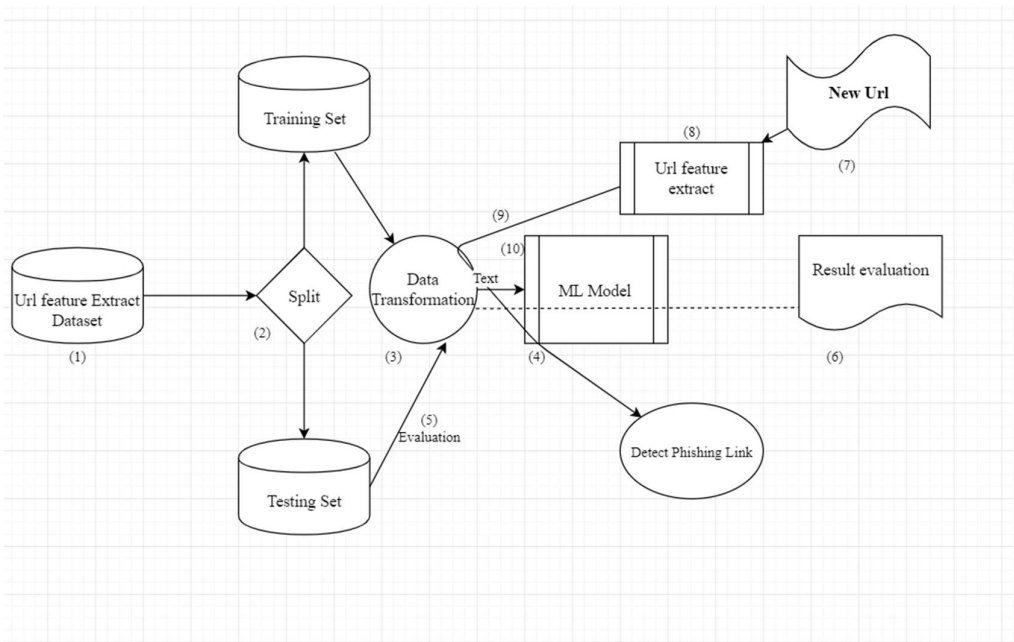 Training Set
New Url
(7)
(8)
Url feature
extract
(9)
(10)
Url feature Extract
Dataset
(1)
Split
(2)
Data
Transformation
(3)
Text
ML Model
(4)
Result evaluation
(6)
(5)
Evaluation
Detect Phishing Link
Testing Set